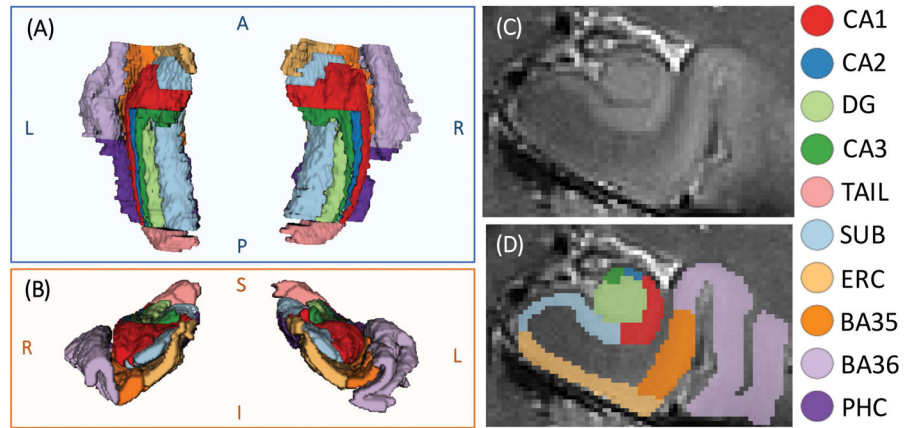 (A)
A
L
R
P
(B)
S
R
L
I
(C)
(D)
CA1
CA2
DG
CA3
TAIL
SUB
ERC
BA35
BA36
PHC